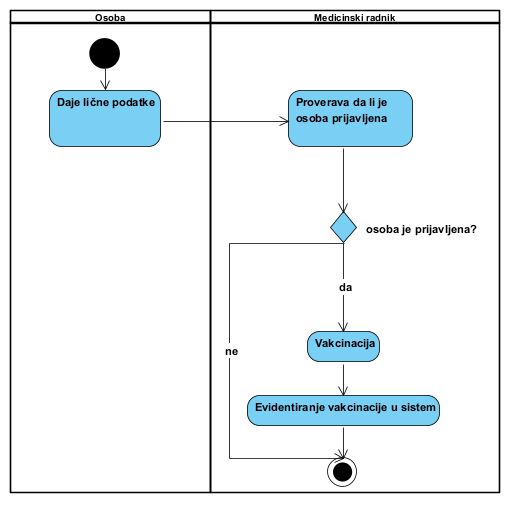 Osoba
Medicinski radnik
Daje lične podatke
Proverava da li je
osoba prijavljena
osoba je prijavljena?
da
Vakcinacija
ne
Evidentiranje vakcinacije u sistem